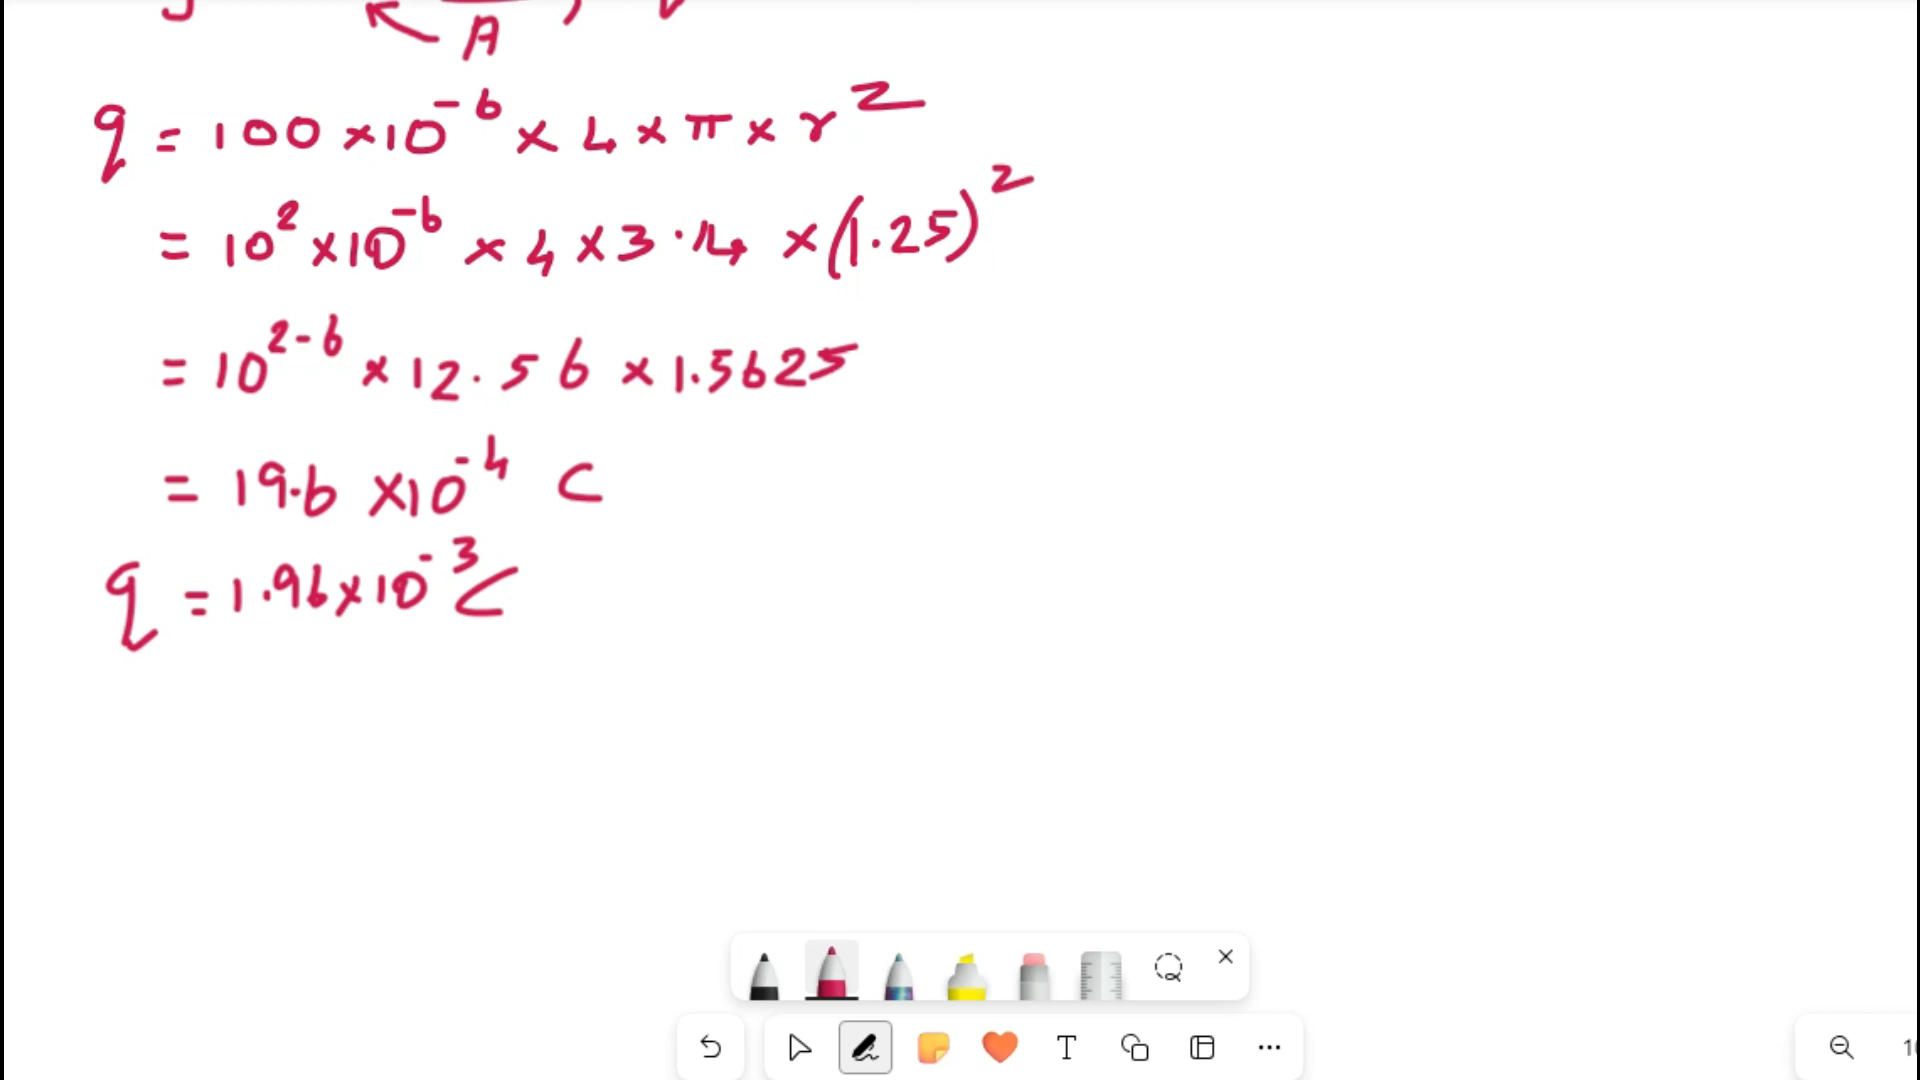 A
q = 100 × 10⁻⁶ × 4 × π × r²
= 10² × 10⁻⁶ × 4 × 3.14 × (1.25)²
= 10²⁻⁶ × 12.56 × 1.5625
= 19.6 × 10⁻⁴ C
q = 1.96 × 10⁻³ C
T